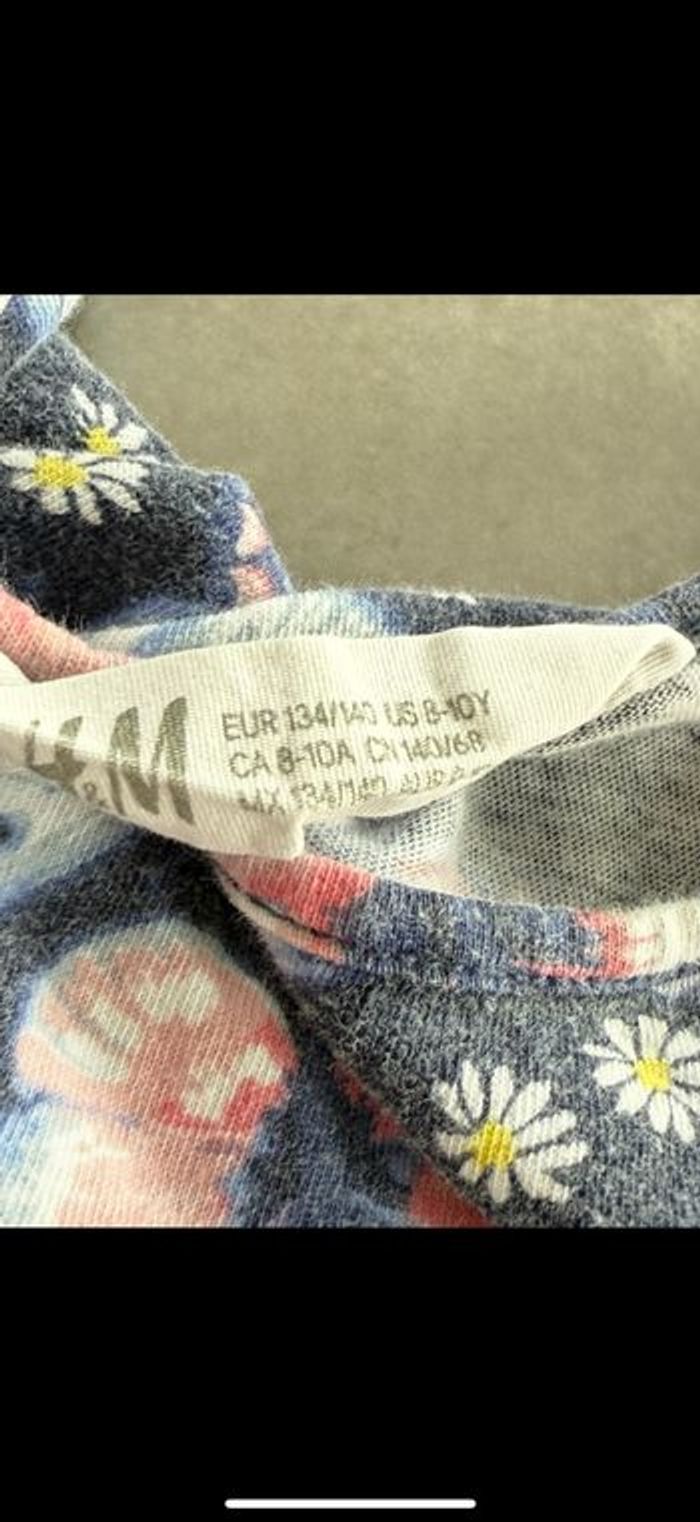 H&M
EUR 134/140 US 8-10Y
CA 8-10A CN 140/68
MX 134/140